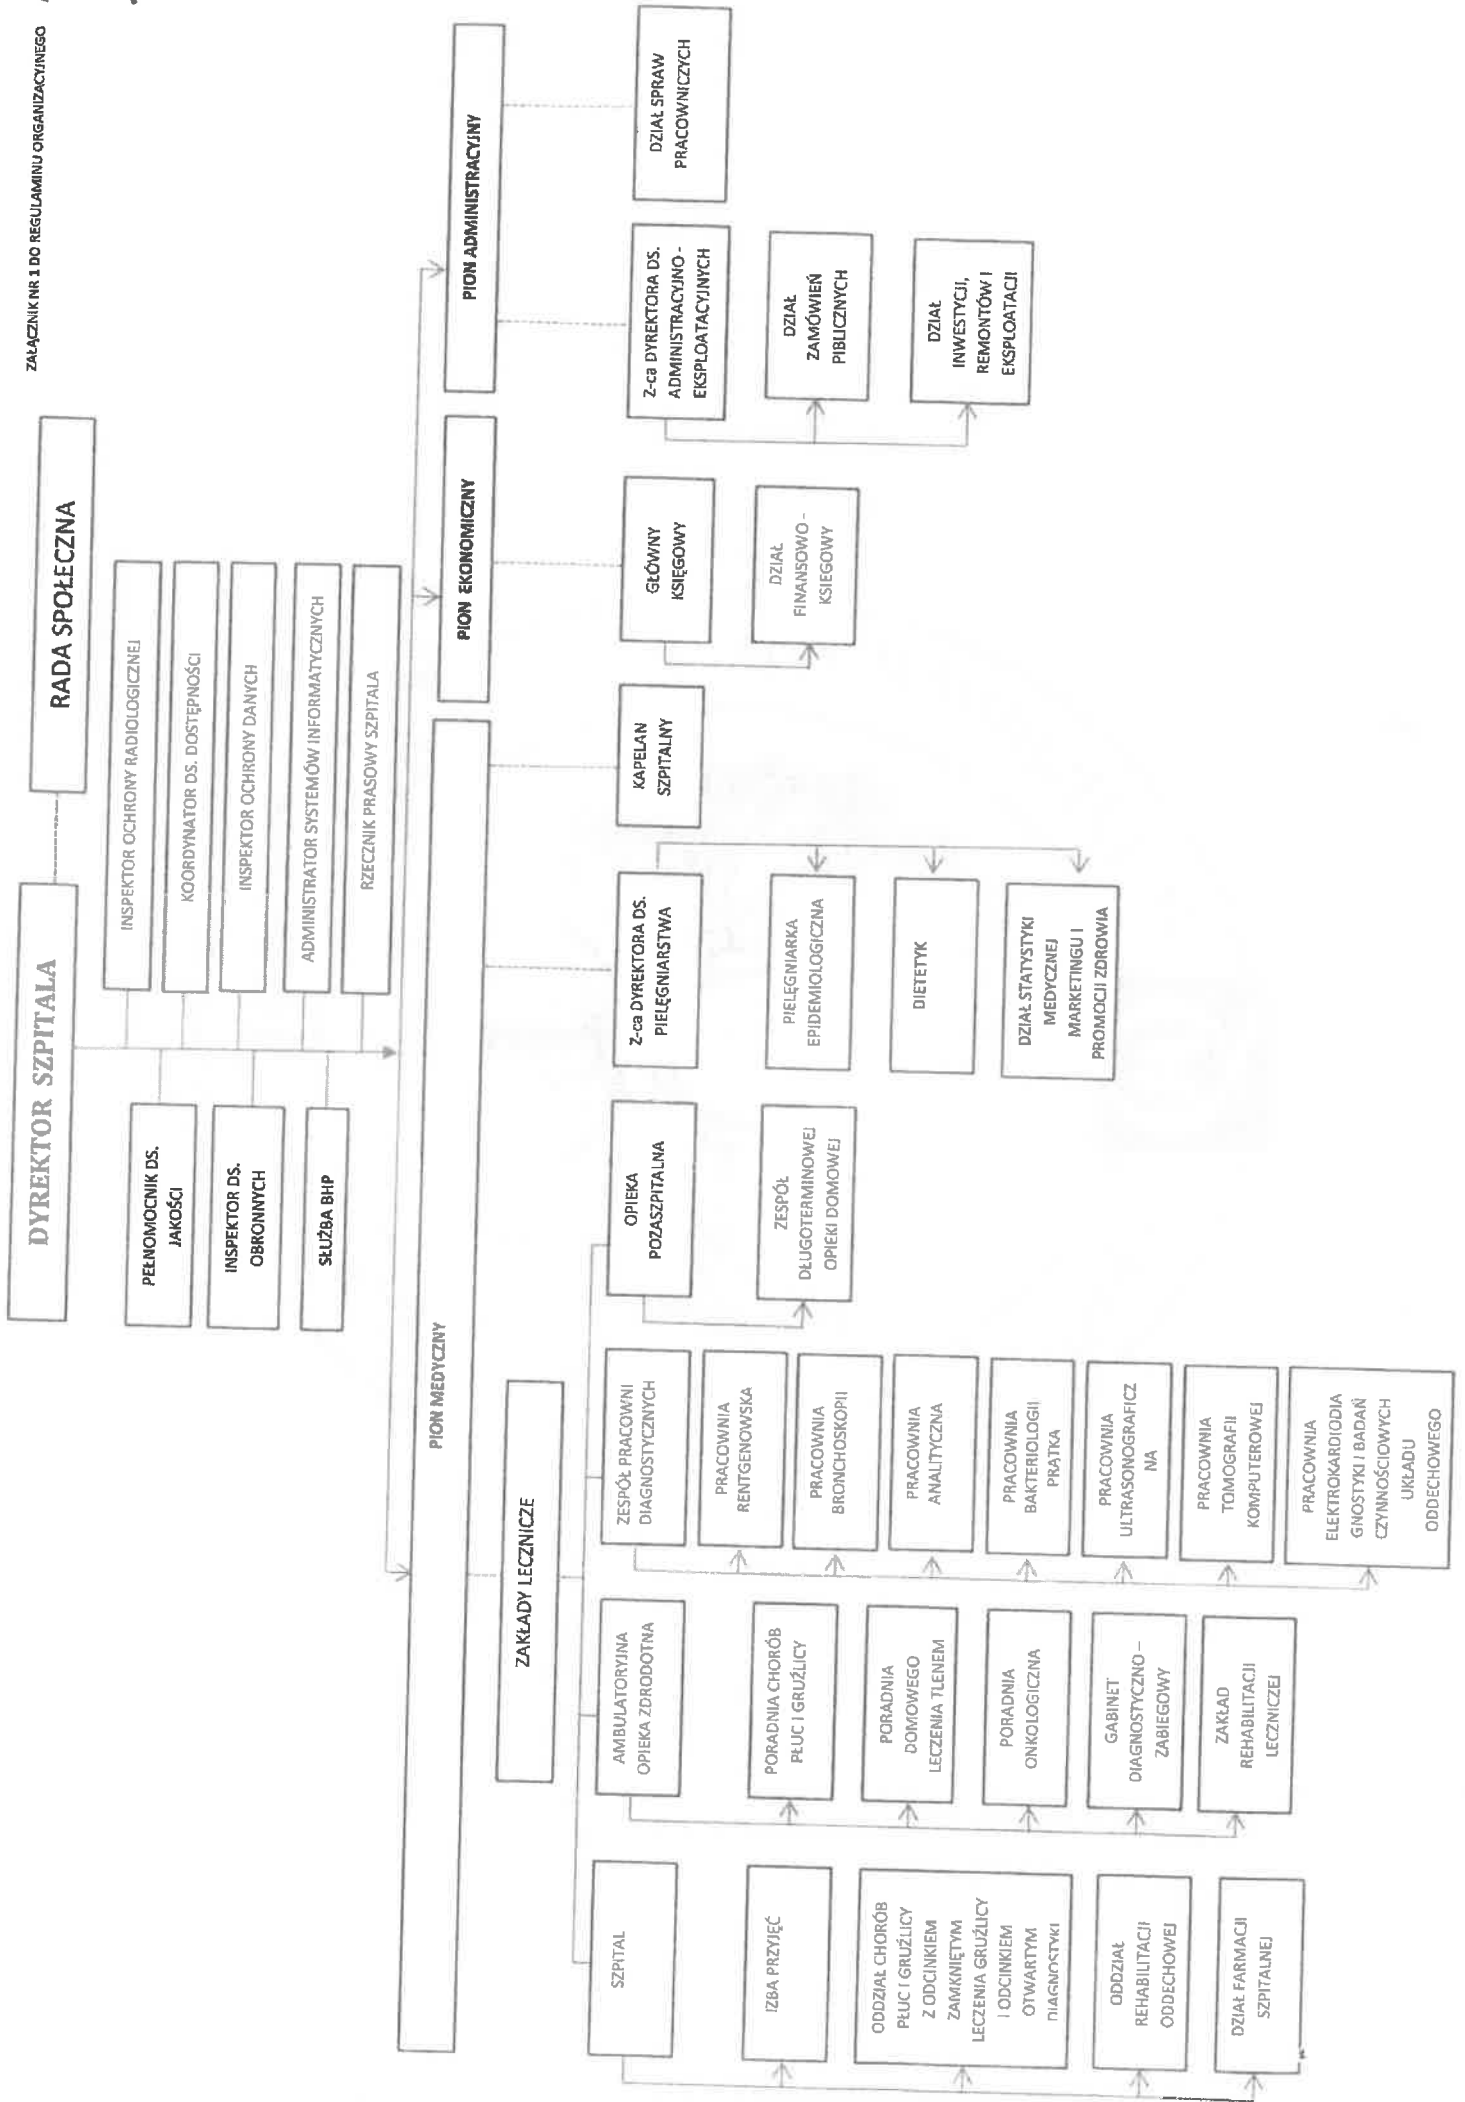 ZAŁĄCZNIK NR 1 DO REGULAMINU ORGANIZACYJNEGO
DYREKTOR SZPITALA
RADA SPOŁECZNA
PEŁNOMOCNIK DS.
JAKOŚCI
INSPEKTOR DS.
OBRONNYCH
SŁUŻBA BHP
INSPEKTOR OCHRONY RADIOLOGICZNEJ
KOORDYNATOR DS. DOSTĘPNOŚCI
INSPEKTOR OCHRONY DANYCH
ADMINISTRATOR SYSTEMÓW INFORMATYCZNYCH
RZECZNIK PRASOWY SZPITALA
PION MEDYCZNY
PION EKONOMICZNY
PION ADMINISTRACYJNY
ZAKŁADY LECZNICZE
SZPITAL
IZBA PRZYJĘĆ
ODDZIAŁ CHORÓB
PŁUC I GRUŹLICY
Z ODCINKIEM
ZAMKNIĘTYM
LECZENIA GRUŹLICY
I ODCINKIEM
OTWARTYM
DIAGNOSTYKI
ODDZIAŁ
REHABILITACJI
ODDECHOWEJ
DZIAŁ FARMACJI
SZPITALNEJ
AMBULATORYJNA
OPIEKA ZDRODOTNA
PORADNIA CHORÓB
PŁUC I GRUŹLICY
PORADNIA
DOMOWEGO
LECZENIA TLENEM
PORADNIA
ONKOLOGICZNA
GABINET
DIAGNOSTYCZNO –
ZABIEGOWY
ZAKŁAD
REHABILITACJI
LECZNICZEJ
ZESPÓŁ PRACOWNI
DIAGNOSTYCZNYCH
PRACOWNIA
RENTGENOWSKA
PRACOWNIA
BRONCHOSKOPII
PRACOWNIA
ANALITYCZNA
PRACOWNIA
BAKTERIOLOGII
PRATKA
PRACOWNIA
ULTRASONOGRAFICZ
NA
PRACOWNIA
TOMOGRAFII
KOMPUTEROWEJ
PRACOWNIA
ELEKTROKARDIODIA
GNOSTYKI I BADAŃ
CZYNNOŚCIOWYCH
UKŁADU
ODDECHOWEGO
OPIEKA
POZASZPITALNA
ZESPÓŁ
DŁUGOTERMINOWEJ
OPIEKI DOMOWEJ
Z-ca DYREKTORA DS.
PIELĘGNIARSTWA
PIELĘGNIARKA
EPIDEMIOLOGICZNA
DIETETYK
DZIAŁ STATYSTYKI
MEDYCZNEJ
MARKETINGU I
PROMOCJI ZDROWIA
KAPELAN
SZPITALNY
GŁÓWNY
KSIĘGOWY
DZIAŁ
FINANSOWO -
KSIEGOWY
Z-ca DYREKTORA DS.
ADMINISTRACYJNO -
EKSPLOATACYJNYCH
DZIAŁ
ZAMÓWIEŃ
PIBLICZNYCH
DZIAŁ
INWESTYCJI,
REMONTÓW I
EKSPLOATACJI
DZIAŁ SPRAW
PRACOWNICZYCH